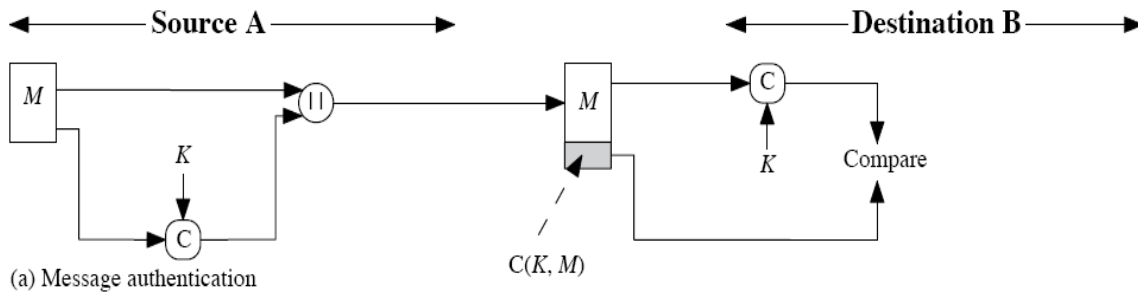 Source A
Destination B
M
K
C
||
(a) Message authentication
M
C(K, M)
C
K
Compare